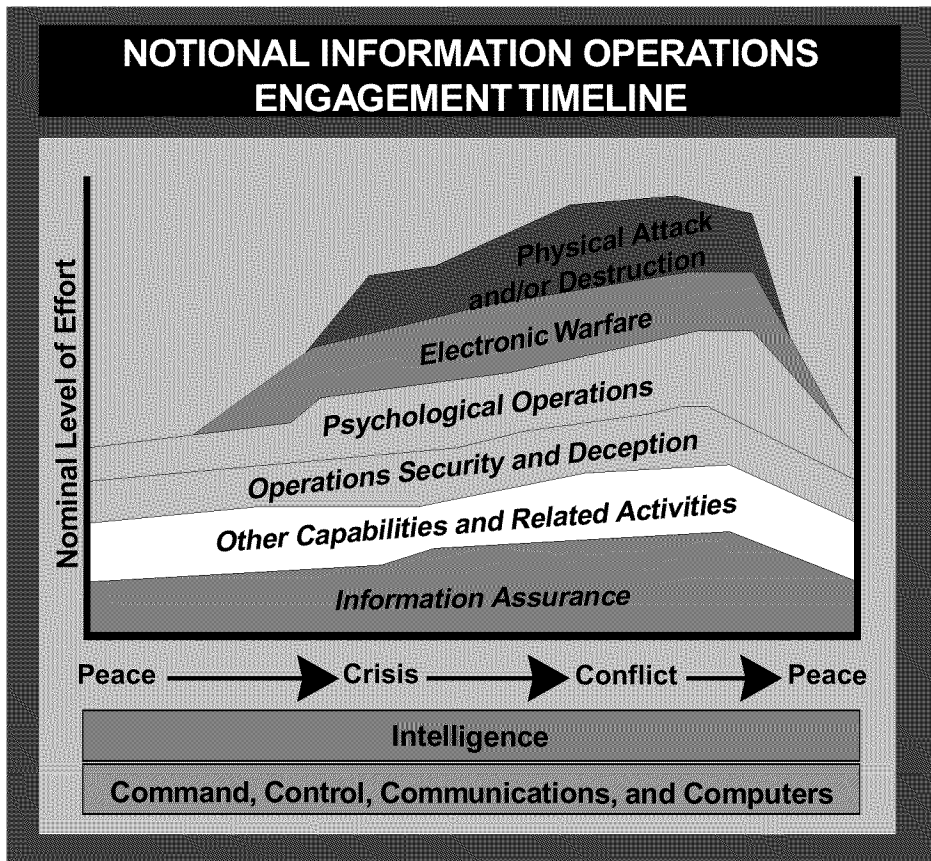 NOTIONAL INFORMATION OPERATIONS
ENGAGEMENT TIMELINE
Nominal Level of Effort
Physical Attack
and/or Destruction
Electronic Warfare
Psychological Operations
Operations Security and Deception
Other Capabilities and Related Activities
Information Assurance
Peace Crisis Conflict Peace
Intelligence
Command, Control, Communications, and Computers